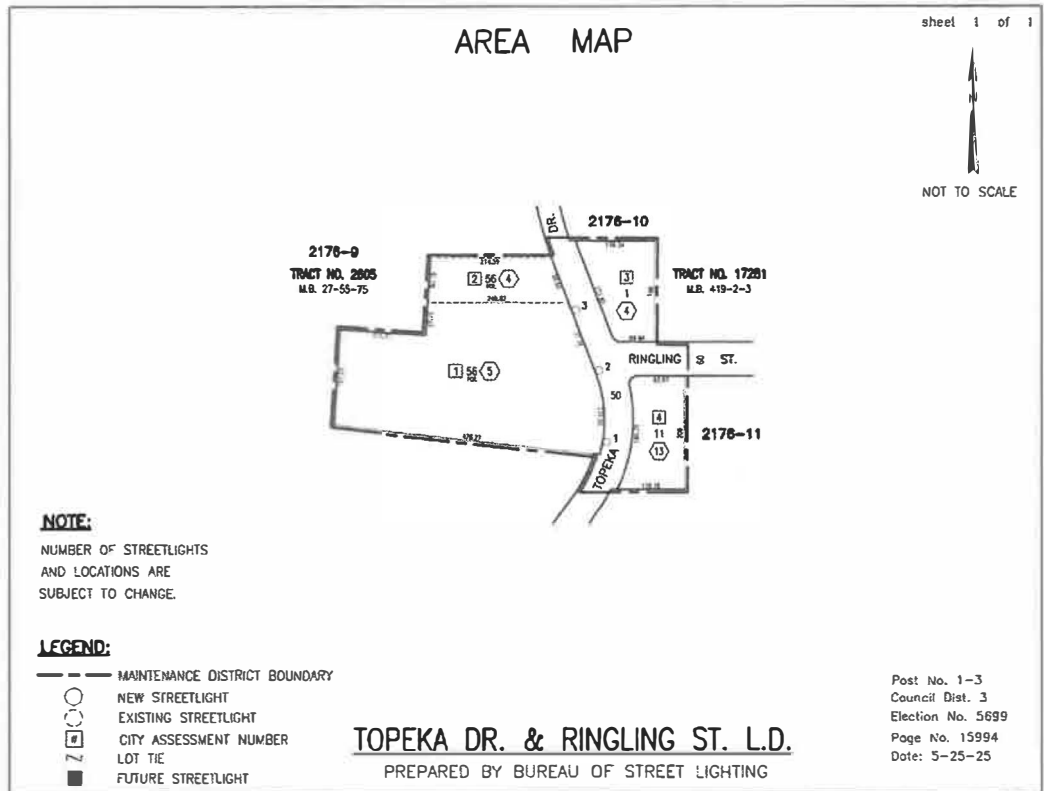 sheet 1 of 1
AREA MAP
N
NOT TO SCALE
DR.
2176-10
2176-9
TRACT NO. 2605
M.B. 27-55-75
2 56 4
POR.
3
1
4
TRACT NO. 17281
M.B. 419-2-3
3
RINGLING ST.
60
2
1 56 5
POR.
50
4
11
13
2176-11
1
TOPEKA
NOTE:
NUMBER OF STREETLIGHTS
AND LOCATIONS ARE
SUBJECT TO CHANGE.
LEGEND:
MAINTENANCE DISTRICT BOUNDARY
NEW STREETLIGHT
EXISTING STREETLIGHT
# CITY ASSESSMENT NUMBER
LOT TIE
FUTURE STREETLIGHT
TOPEKA DR. & RINGLING ST. L.D.
PREPARED BY BUREAU OF STREET LIGHTING
Post No. 1-3
Council Dist. 3
Election No. 5699
Page No. 15994
Date: 5-25-25